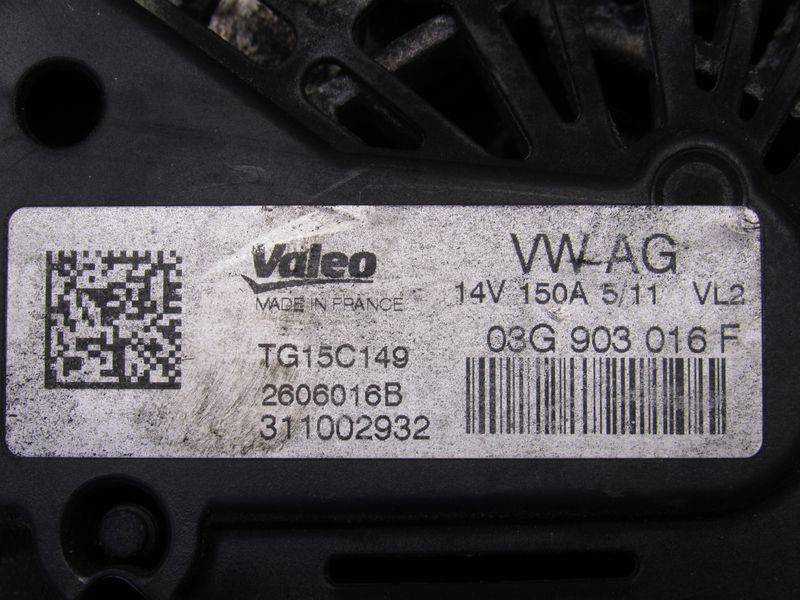 Valeo
MADE IN FRANCE
TG15C149
2606016B
311002932
VW-AG
14V 150A 5/11 VL2
03G 903 016 F